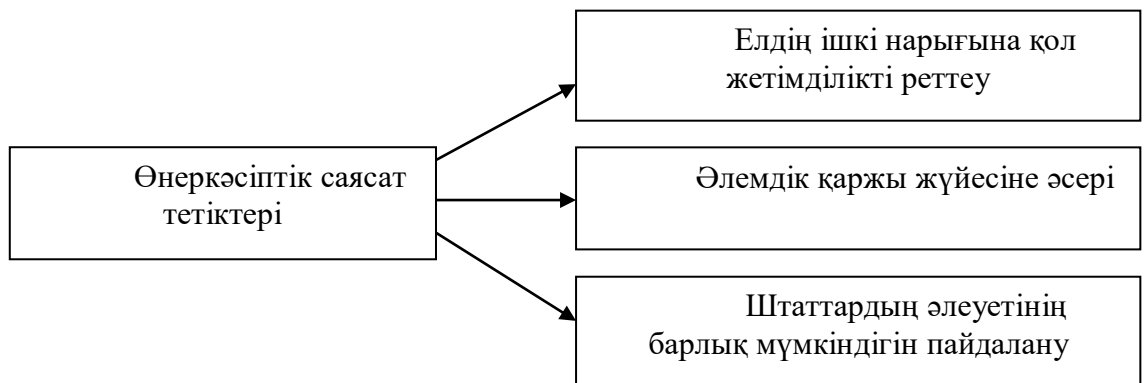 Өнеркәсіптік саясат
тетіктері
Елдің ішкі нарығына қол
жетімділікті реттеу
Әлемдік қаржы жүйесіне әсері
Штаттардың әлеуетінің
барлық мүмкіндігін пайдалану